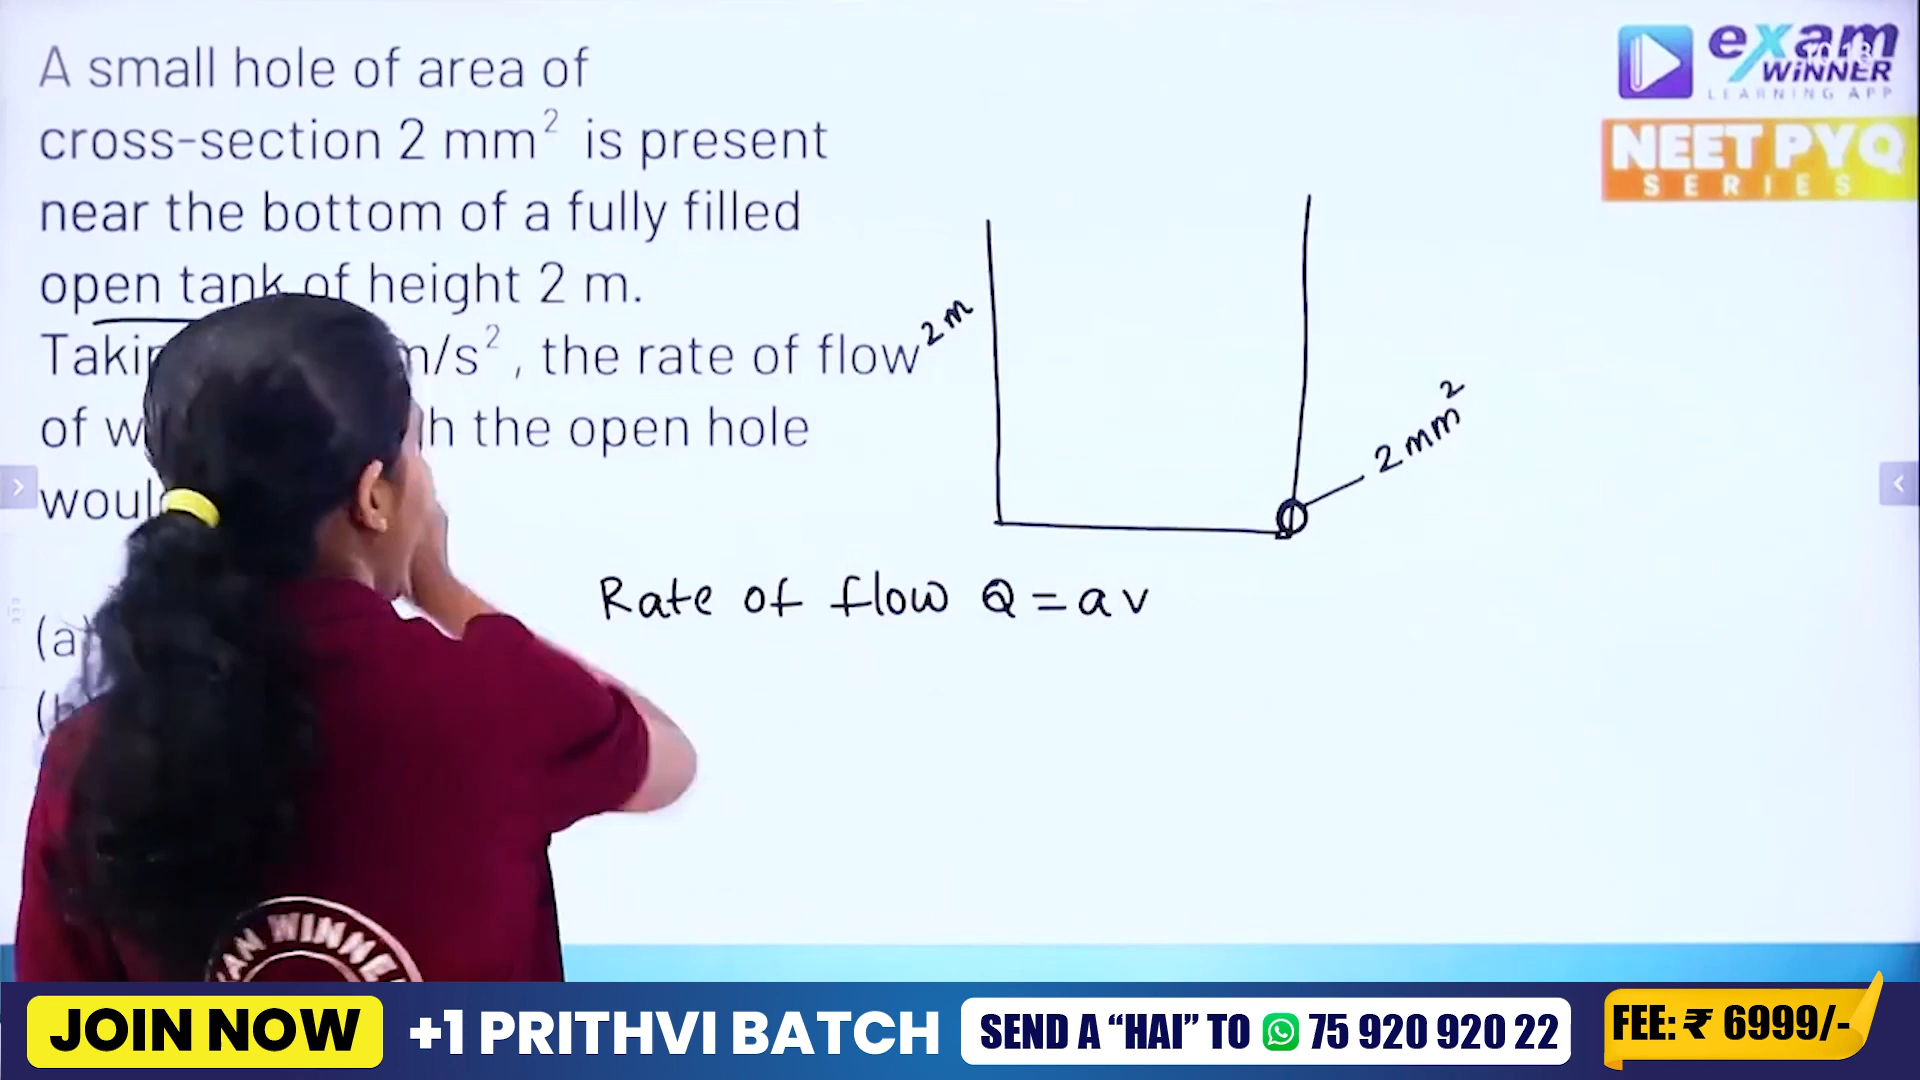 A small hole of area of
cross-section 2 mm² is present
near the bottom of a fully filled
open tank of height 2 m.
m/s², the rate of flow
of the open hole
(a)
2 m
2 mm²
Rate of flow Q = av
exam
WINNER
LEARNING APP
NEET PYQ
SERIES
WINNER
JOIN NOW
+1 PRITHVI BATCH
SEND A “HAI” TO 75 920 920 22
FEE: ₹ 6999/-